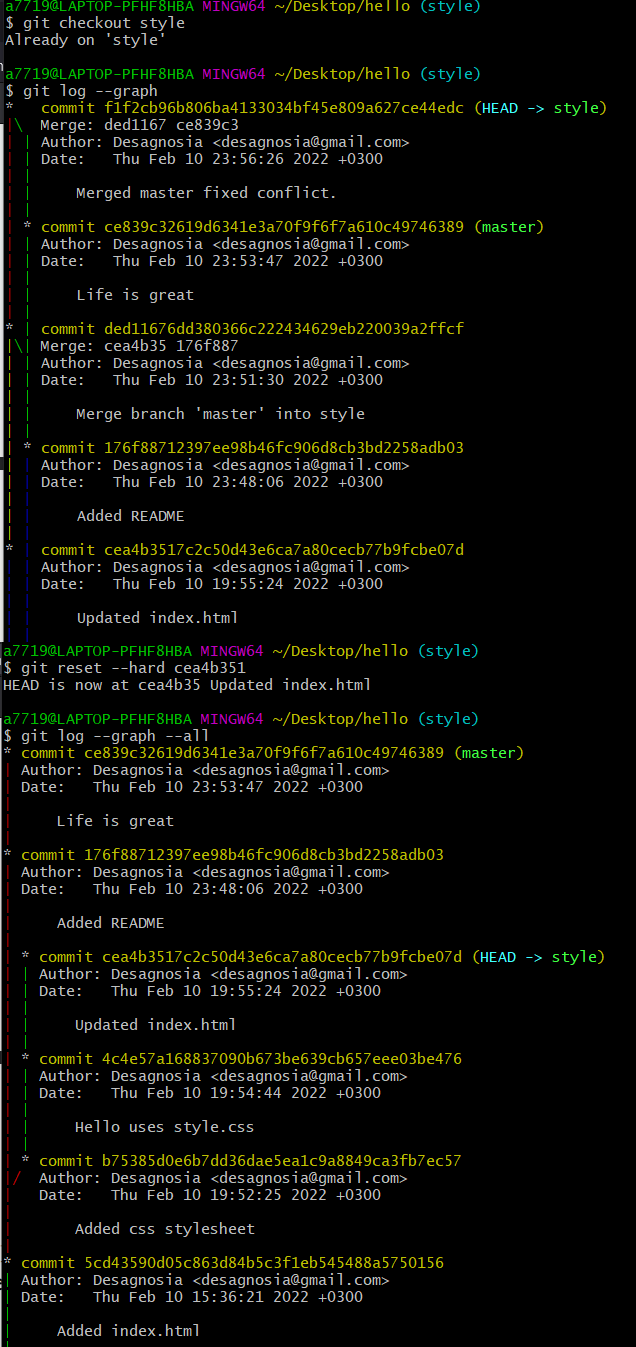 a7719@LAPTOP-PFHF8HBA MINGW64 ~/Desktop/hello (style)
$ git checkout style
Already on 'style'
a7719@LAPTOP-PFHF8HBA MINGW64 ~/Desktop/hello (style)
$ git log --graph
*   commit f1f2cb96b806ba4133034bf45e809a627ce44edc (HEAD -> style)
|\  Merge: ded1167 ce839c3
| | Author: Desagnosia <desagnosia@gmail.com>
| | Date:   Thu Feb 10 23:56:26 2022 +0300
| |
| |     Merged master fixed conflict.
| |
| * commit ce839c32619d6341e3a70f9f6f7a610c49746389 (master)
| | Author: Desagnosia <desagnosia@gmail.com>
| | Date:   Thu Feb 10 23:53:47 2022 +0300
| |
| |     Life is great
| |
* | commit ded11676dd380366c222434629eb220039a2ffcf
|\| Merge: cea4b35 176f887
| | Author: Desagnosia <desagnosia@gmail.com>
| | Date:   Thu Feb 10 23:51:30 2022 +0300
| |
| |     Merge branch 'master' into style
| |
| * commit 176f88712397ee98b46fc906d8cb3bd2258adb03
| | Author: Desagnosia <desagnosia@gmail.com>
| | Date:   Thu Feb 10 23:48:06 2022 +0300
| |
| |     Added README
| |
* | commit cea4b3517c2c50d43e6ca7a80cecb77b9fcbe07d
| | Author: Desagnosia <desagnosia@gmail.com>
| | Date:   Thu Feb 10 19:55:24 2022 +0300
| |
| |     Updated index.html
| |
a7719@LAPTOP-PFHF8HBA MINGW64 ~/Desktop/hello (style)
$ git reset --hard cea4b351
HEAD is now at cea4b35 Updated index.html
a7719@LAPTOP-PFHF8HBA MINGW64 ~/Desktop/hello (style)
$ git log --graph --all
* commit ce839c32619d6341e3a70f9f6f7a610c49746389 (master)
| Author: Desagnosia <desagnosia@gmail.com>
| Date:   Thu Feb 10 23:53:47 2022 +0300
|
|     Life is great
|
* commit 176f88712397ee98b46fc906d8cb3bd2258adb03
| Author: Desagnosia <desagnosia@gmail.com>
| Date:   Thu Feb 10 23:48:06 2022 +0300
|
|     Added README
|
| * commit cea4b3517c2c50d43e6ca7a80cecb77b9fcbe07d (HEAD -> style)
| | Author: Desagnosia <desagnosia@gmail.com>
| | Date:   Thu Feb 10 19:55:24 2022 +0300
| |
| |     Updated index.html
| |
| * commit 4c4e57a168837090b673be639cb657eee03be476
| | Author: Desagnosia <desagnosia@gmail.com>
| | Date:   Thu Feb 10 19:54:44 2022 +0300
| |
| |     Hello uses style.css
| |
| * commit b75385d0e6b7dd36dae5ea1c9a8849ca3fb7ec57
|/  Author: Desagnosia <desagnosia@gmail.com>
|   Date:   Thu Feb 10 19:52:25 2022 +0300
|
|       Added css stylesheet
|
* commit 5cd43590d05c863d84b5c3f1eb545488a5750156
| Author: Desagnosia <desagnosia@gmail.com>
| Date:   Thu Feb 10 15:36:21 2022 +0300
|
|     Added index.html
|